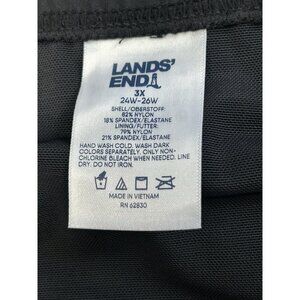 LANDS'
END
3X
24W-26W
SHELL/OBERSTOFF:
82% NYLON
18% SPANDEX/ELASTANE
LINING/FUTTER:
79% NYLON
21% SPANDEX/ELASTANE
HAND WASH COLD. WASH DARK
COLORS SEPARATELY. ONLY NON-
CHLORINE BLEACH WHEN NEEDED. LINE
DRY. DO NOT IRON.
MADE IN VIETNAM
RN 62830